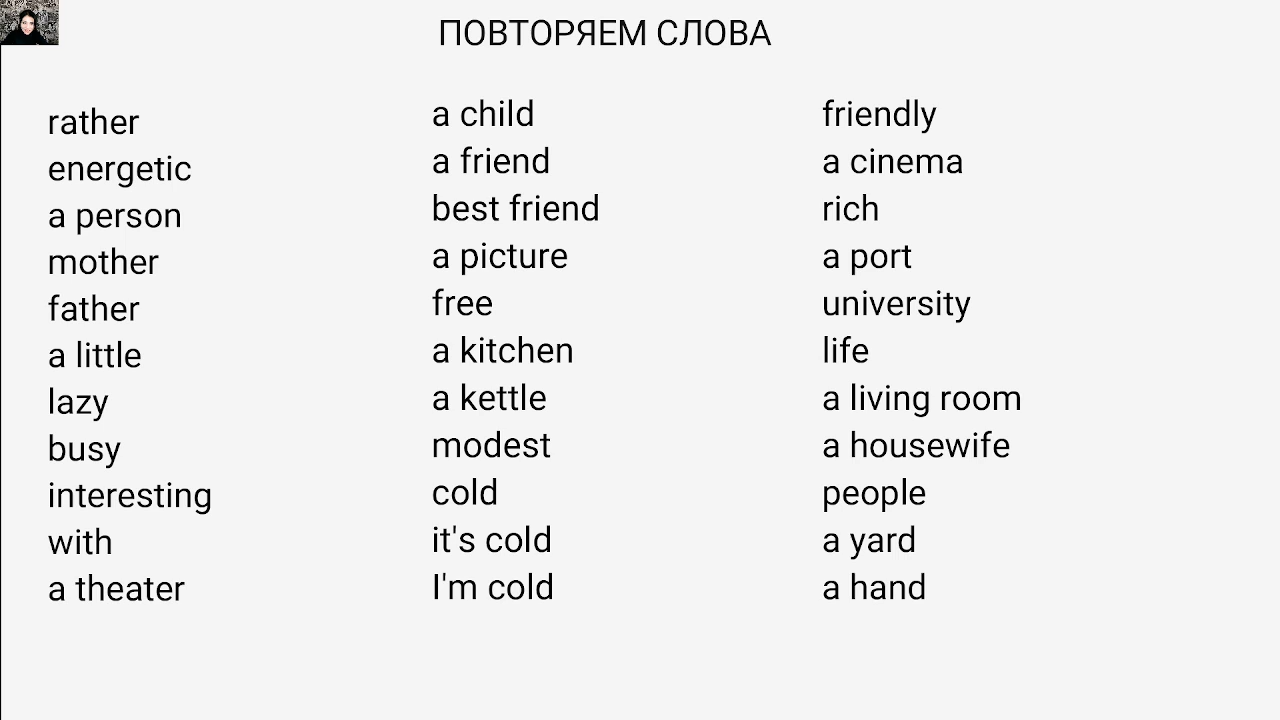 ПОВТОРЯЕМ СЛОВА
rather
energetic
a person
mother
father
a little
lazy
busy
interesting
with
a theater
a child
a friend
best friend
a picture
free
a kitchen
a kettle
modest
cold
it's cold
I'm cold
friendly
a cinema
rich
a port
university
life
a living room
a housewife
people
a yard
a hand